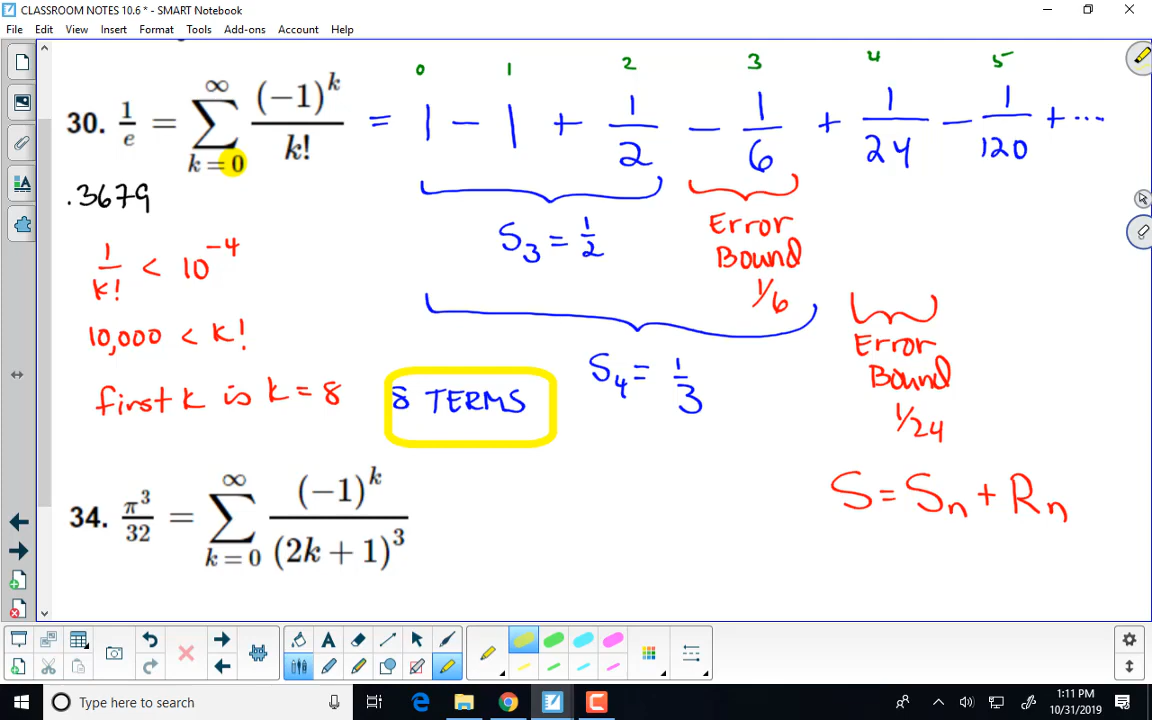 CLASSROOM NOTES 10.6 * - SMART Notebook
File Edit View Insert Format Tools Add-ons Account Help
0 1 2 3 4 5
30. 1/e = ∑_{k=0}^{∞} (−1)^k / k! = 1 − 1 + 1/2 − 1/6 + 1/24 − 1/120 + ...
.3679
S₃ = 1/2
Error
Bound
1/6
1/k! < 10^{-4}
10,000 < k!
first k is k = 8
8 TERMS
S₄ = 1/3
Error
Bound
1/24
S = Sₙ + Rₙ
34. π³/32 = ∑_{k=0}^{∞} (−1)^k / (2k + 1)³
A
Type here to search
1:11 PM
10/31/2019